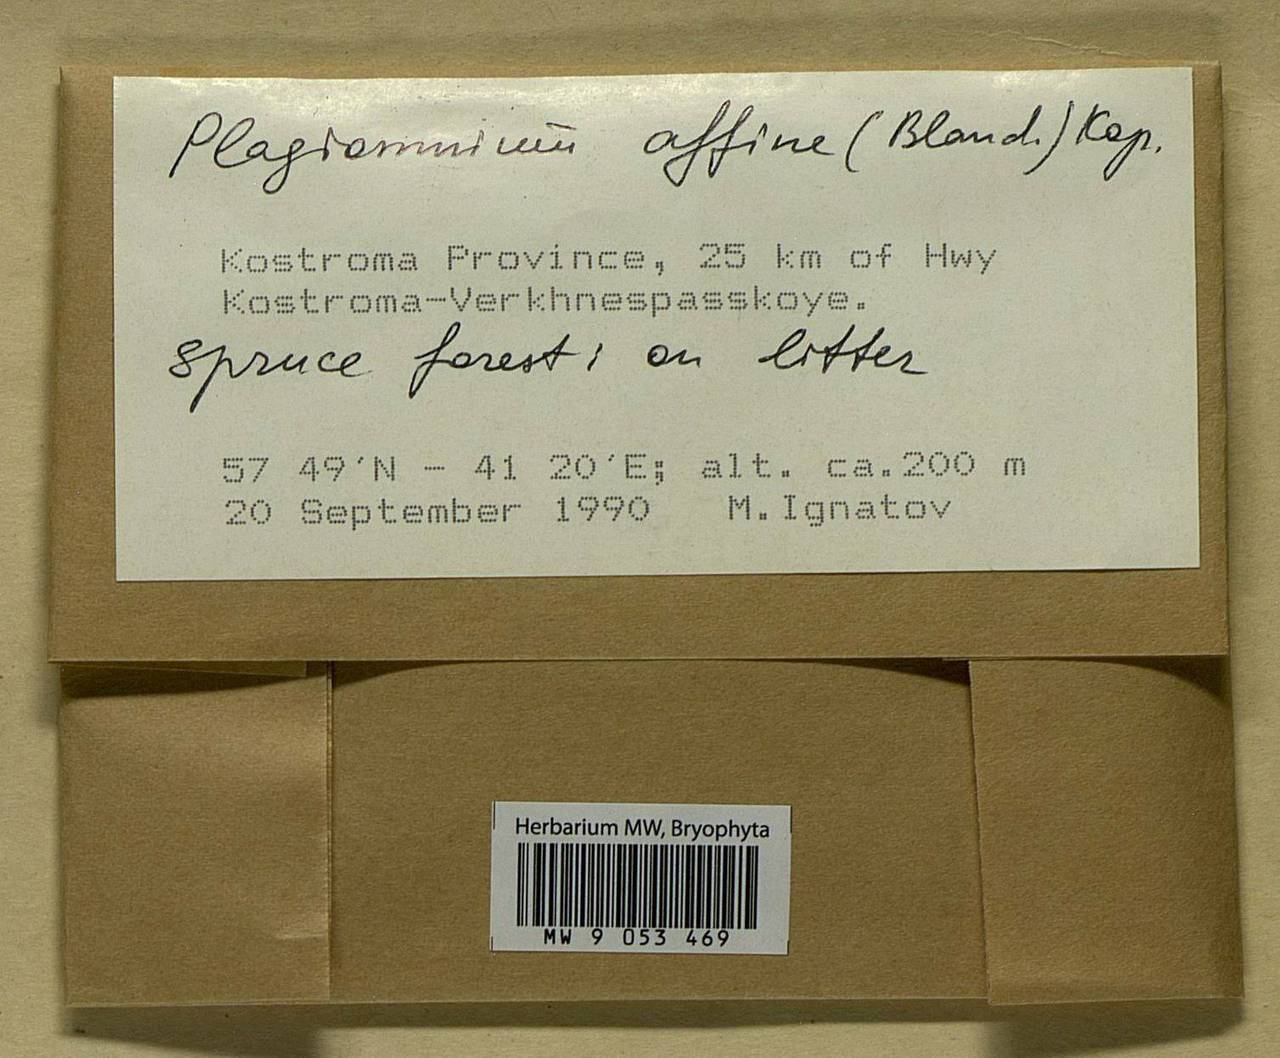 Plagiomnium affine (Bland.) Kop.
Kostroma Province, 25 km of Hwy
Kostroma-Verkhnespasskoye.
spruce forest; on litter
57 49'N - 41 20'E; alt. ca.200 m
20 September 1990 M.Ignatov
Herbarium MW, Bryophyta
MW 9 053 469